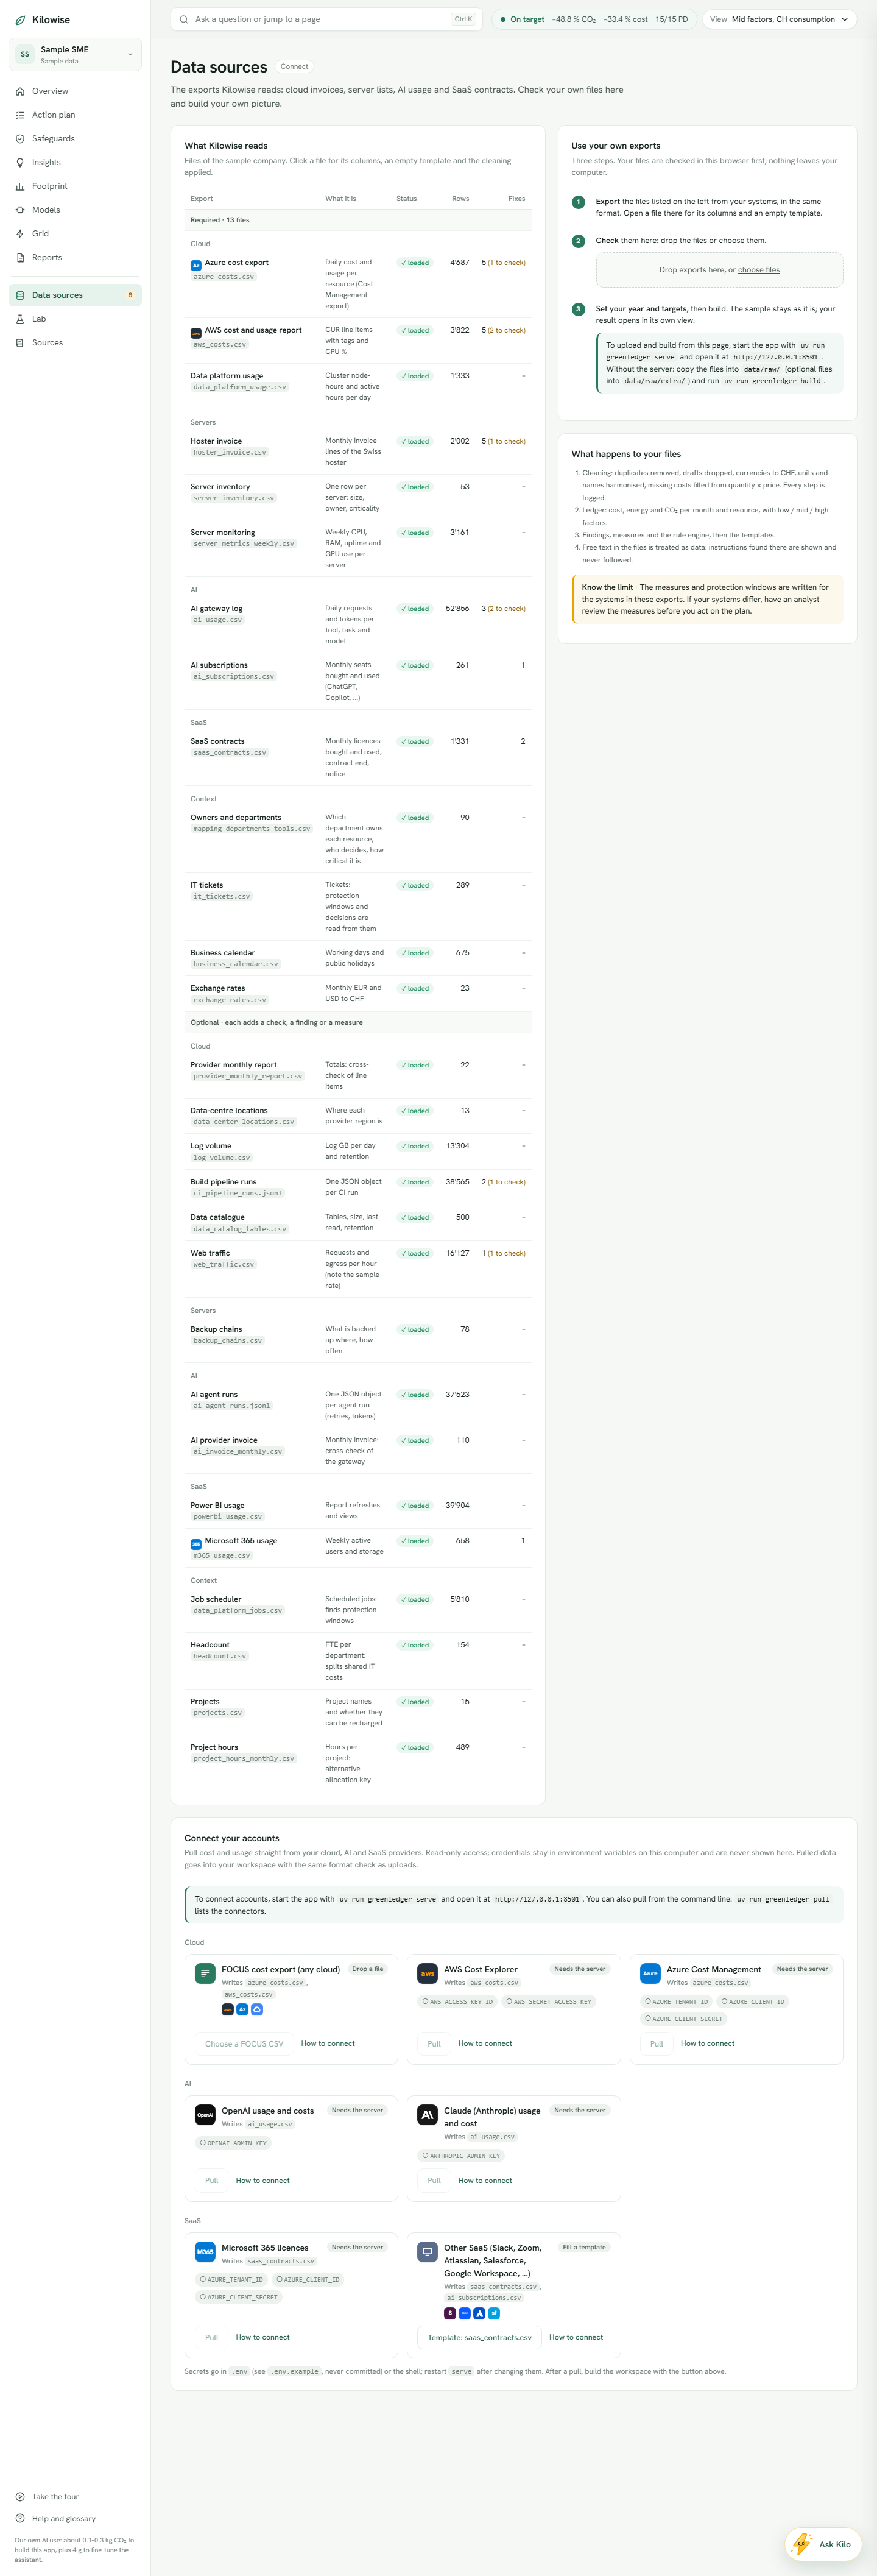 Kilowise
SS
Sample SME
Sample data
Overview
Action plan
Safeguards
Insights
Footprint
Models
Grid
Reports
Data sources 8
Lab
Sources
Take the tour
Help and glossary
Our own AI use: about 0.1-0.3 kg CO₂ to
build this app, plus 4 g to fine-tune the
assistant.
Ask a question or jump to a page Ctrl K
On target −48.8 % CO₂ −33.4 % cost 15/15 PD
View Mid factors, CH consumption
Data sources Connect
The exports Kilowise reads: cloud invoices, server lists, AI usage and SaaS contracts. Check your own files here
and build your own picture.
What Kilowise reads
Files of the sample company. Click a file for its columns, an empty template and the cleaning
applied.
Export What it is Status Rows Fixes
Required · 13 files
Cloud
Az Azure cost export Daily cost and ✓ loaded 4'687 5 (1 to check)
azure_costs.csv usage per
resource (Cost
Management
export)
aws AWS cost and usage report CUR line items ✓ loaded 3'822 5 (2 to check)
aws_costs.csv with tags and
CPU %
Data platform usage Cluster node- ✓ loaded 1'333 –
data_platform_usage.csv hours and active
hours per day
Servers
Hoster invoice Monthly invoice ✓ loaded 2'002 5 (1 to check)
hoster_invoice.csv lines of the Swiss
hoster
Server inventory One row per ✓ loaded 53 –
server_inventory.csv server: size,
owner, criticality
Server monitoring Weekly CPU, ✓ loaded 3'161 –
server_metrics_weekly.csv RAM, uptime and
GPU use per
server
AI
AI gateway log Daily requests ✓ loaded 52'856 3 (2 to check)
ai_usage.csv and tokens per
tool, task and
model
AI subscriptions Monthly seats ✓ loaded 261 1
ai_subscriptions.csv bought and used
(ChatGPT,
Copilot, …)
SaaS
SaaS contracts Monthly licences ✓ loaded 1'331 2
saas_contracts.csv bought and used,
contract end,
notice
Context
Owners and departments Which ✓ loaded 90 –
mapping_departments_tools.csv department owns
each resource,
who decides, how
critical it is
IT tickets Tickets: ✓ loaded 289 –
it_tickets.csv protection
windows and
decisions are
read from them
Business calendar Working days and ✓ loaded 675 –
business_calendar.csv public holidays
Exchange rates Monthly EUR and ✓ loaded 23 –
exchange_rates.csv USD to CHF
Optional · each adds a check, a finding or a measure
Cloud
Provider monthly report Totals: cross- ✓ loaded 22 –
provider_monthly_report.csv check of line
items
Data-centre locations Where each ✓ loaded 13 –
data_center_locations.csv provider region is
Log volume Log GB per day ✓ loaded 13'304 –
log_volume.csv and retention
Build pipeline runs One JSON object ✓ loaded 38'565 2 (1 to check)
ci_pipeline_runs.jsonl per CI run
Data catalogue Tables, size, last ✓ loaded 500 –
data_catalog_tables.csv read, retention
Web traffic Requests and ✓ loaded 16'127 1 (1 to check)
web_traffic.csv egress per hour
(note the sample
rate)
Servers
Backup chains What is backed ✓ loaded 78 –
backup_chains.csv up where, how
often
AI
AI agent runs One JSON object ✓ loaded 37'523 –
ai_agent_runs.jsonl per agent run
(retries, tokens)
AI provider invoice Monthly invoice: ✓ loaded 110 –
ai_invoice_monthly.csv cross-check of
the gateway
SaaS
Power BI usage Report refreshes ✓ loaded 39'904 –
powerbi_usage.csv and views
365 Microsoft 365 usage Weekly active ✓ loaded 658 1
m365_usage.csv users and storage
Context
Job scheduler Scheduled jobs: ✓ loaded 5'810 –
data_platform_jobs.csv finds protection
windows
Headcount FTE per ✓ loaded 154 –
headcount.csv department:
splits shared IT
costs
Projects Project names ✓ loaded 15 –
projects.csv and whether they
can be recharged
Project hours Hours per ✓ loaded 489 –
project_hours_monthly.csv project:
alternative
allocation key
Use your own exports
Three steps. Your files are checked in this browser first; nothing leaves your
computer.
1 Export the files listed on the left from your systems, in the same
format. Open a file there for its columns and an empty template.
2 Check them here: drop the files or choose them.
Drop exports here, or choose files
3 Set your year and targets, then build. The sample stays as it is; your
result opens in its own view.
To upload and build from this page, start the app with uv run
greenledger serve and open it at http://127.0.0.1:8501 .
Without the server: copy the files into data/raw/ (optional files
into data/raw/extra/ ) and run uv run greenledger build .
What happens to your files
1. Cleaning: duplicates removed, drafts dropped, currencies to CHF, units and
names harmonised, missing costs filled from quantity × price. Every step is
logged.
2. Ledger: cost, energy and CO₂ per month and resource, with low / mid / high
factors.
3. Findings, measures and the rule engine, then the templates.
4. Free text in the files is treated as data: instructions found there are shown and
never followed.
Know the limit · The measures and protection windows are written for
the systems in these exports. If your systems differ, have an analyst
review the measures before you act on the plan.
Connect your accounts
Pull cost and usage straight from your cloud, AI and SaaS providers. Read-only access; credentials stay in environment variables on this computer and are never shown here. Pulled data
goes into your workspace with the same format check as uploads.
To connect accounts, start the app with uv run greenledger serve and open it at http://127.0.0.1:8501 . You can also pull from the command line: uv run greenledger pull
lists the connectors.
Cloud
FOCUS cost export (any cloud) Drop a file
Writes azure_costs.csv ,
aws_costs.csv
aws Az
Choose a FOCUS CSV How to connect
aws AWS Cost Explorer Needs the server
Writes aws_costs.csv
AWS_ACCESS_KEY_ID AWS_SECRET_ACCESS_KEY
Pull How to connect
Azure Azure Cost Management Needs the server
Writes azure_costs.csv
AZURE_TENANT_ID AZURE_CLIENT_ID
AZURE_CLIENT_SECRET
Pull How to connect
AI
OpenAI OpenAI usage and costs Needs the server
Writes ai_usage.csv
OPENAI_ADMIN_KEY
Pull How to connect
A\ Claude (Anthropic) usage Needs the server
and cost
Writes ai_usage.csv
ANTHROPIC_ADMIN_KEY
Pull How to connect
SaaS
M365 Microsoft 365 licences Needs the server
Writes saas_contracts.csv
AZURE_TENANT_ID AZURE_CLIENT_ID
AZURE_CLIENT_SECRET
Pull How to connect
Other SaaS (Slack, Zoom, Fill a template
Atlassian, Salesforce,
Google Workspace, …)
Writes saas_contracts.csv ,
ai_subscriptions.csv
S
Template: saas_contracts.csv How to connect
Secrets go in .env (see .env.example , never committed) or the shell; restart serve after changing them. After a pull, build the workspace with the button above.
Ask Kilo